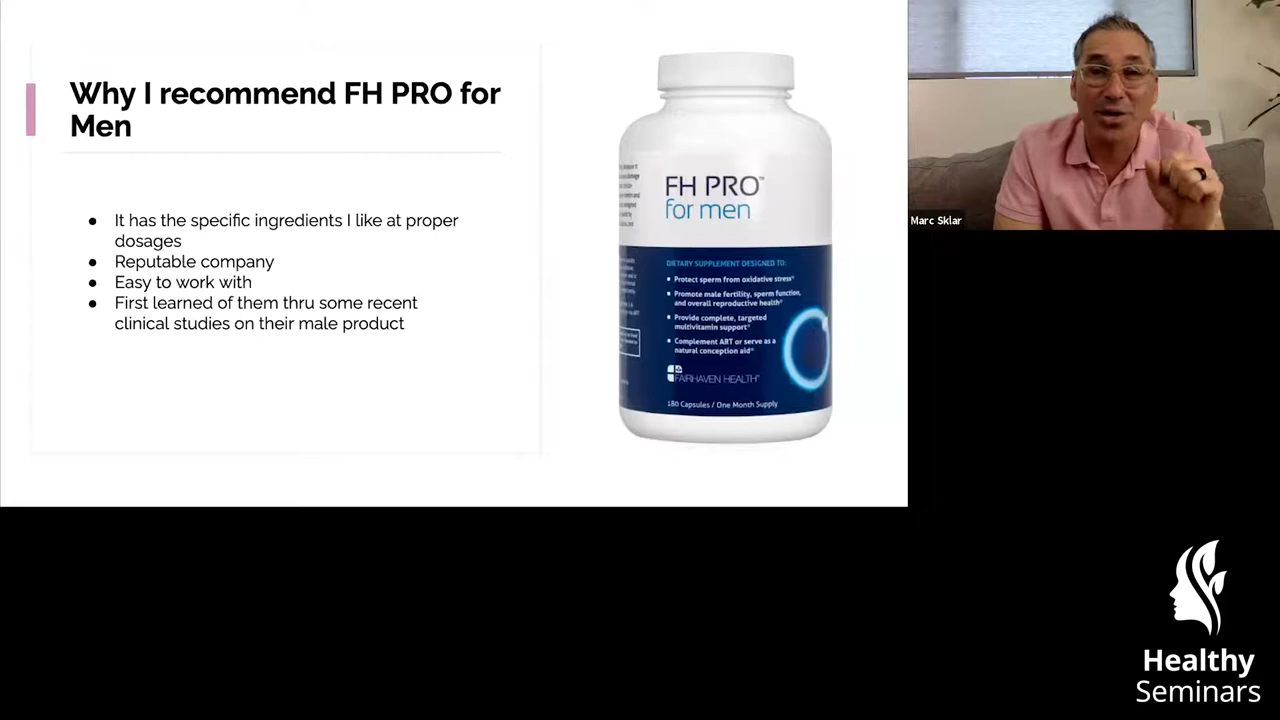 Why I recommend FH PRO for
Men
● It has the specific ingredients I like at proper
dosages
● Reputable company
● Easy to work with
● First learned of them thru some recent
clinical studies on their male product
FH PRO™
for men
DIETARY SUPPLEMENT DESIGNED TO:
▪ Protect sperm from oxidative stress*
▪ Promote male fertility, sperm function,
and overall reproductive health*
▪ Provide complete, targeted
multivitamin support*
▪ Complement ART or serve as a
natural conception aid*
FAIRHAVEN HEALTH™
180 Capsules / One Month Supply
Marc Sklar
Healthy
Seminars